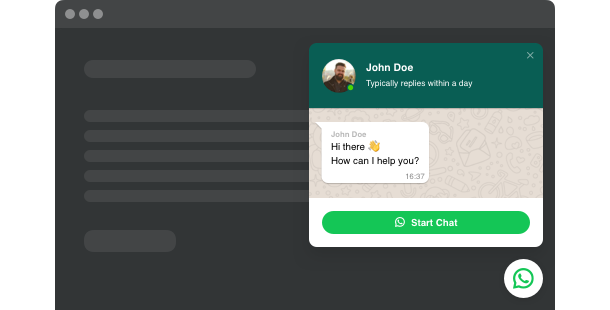 John Doe
Typically replies within a day
John Doe
Hi there 👋
How can I help you?
16:37
Start Chat